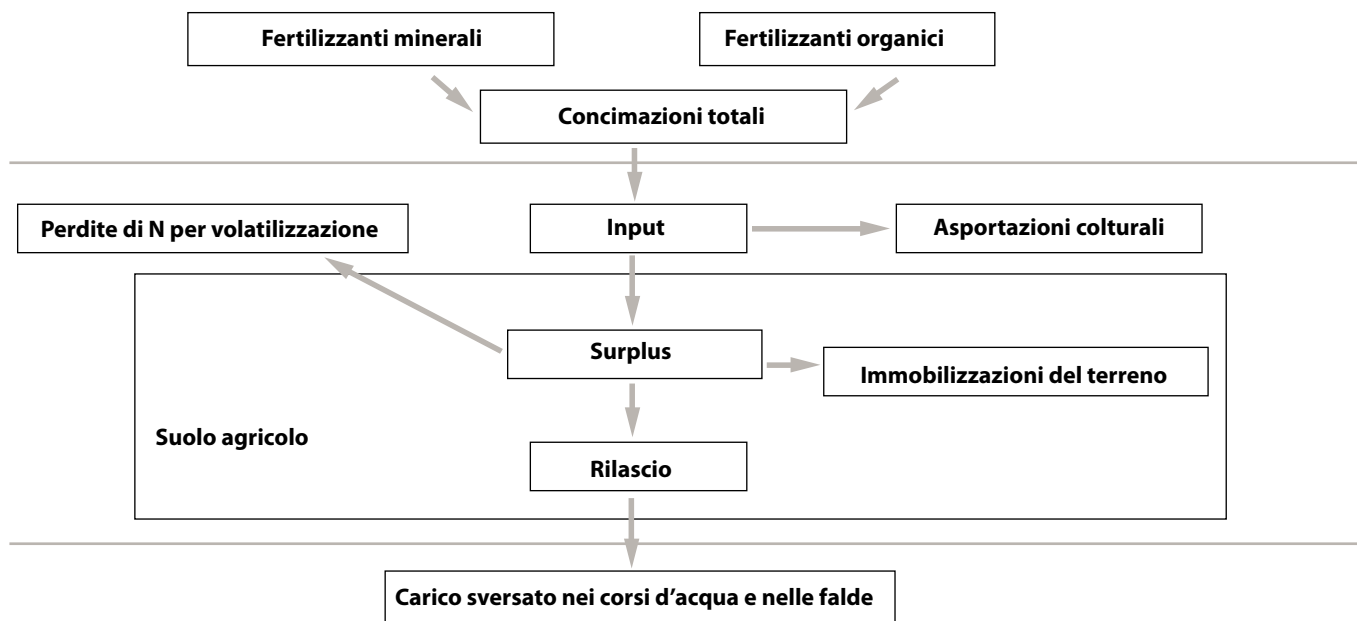 Fertilizzanti minerali
Fertilizzanti organici
Concimazioni totali
Perdite di N per volatilizzazione
Input
Asportazioni colturali
Surplus
Immobilizzazioni del terreno
Suolo agricolo
Rilascio
Carico sversato nei corsi d’acqua e nelle falde